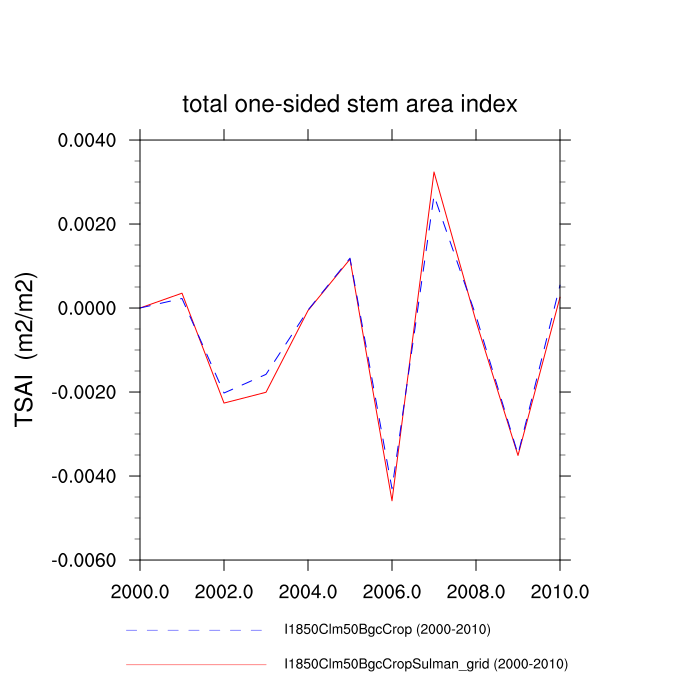 total one-sided stem area index
0.0040
0.0020
0.0000
-0.0020
-0.0040
-0.0060
TSAI (m2/m2)
2000.0 2002.0 2004.0 2006.0 2008.0 2010.0
I1850Clm50BgcCrop (2000-2010)
I1850Clm50BgcCropSulman_grid (2000-2010)